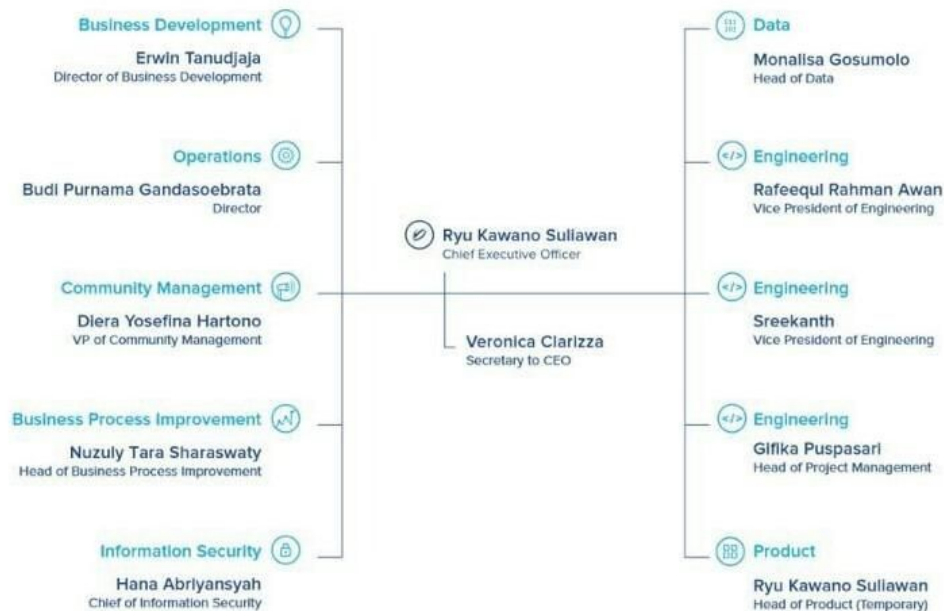 Business Development
Erwin Tanudjaja
Director of Business Development
Operations
Budi Purnama Gandasoebrata
Director
Community Management
Diera Yosefina Hartono
VP of Community Management
Business Process Improvement
Nuzuly Tara Sharaswaty
Head of Business Process Improvement
Information Security
Hana Abriyansyah
Chief of Information Security
Ryu Kawano Suliawan
Chief Executive Officer
Veronica Clarizza
Secretary to CEO
Data
Monalisa Gosumolo
Head of Data
</> Engineering
Rafeequl Rahman Awan
Vice President of Engineering
</> Engineering
Sreekanth
Vice President of Engineering
</> Engineering
Gifika Puspasari
Head of Project Management
Product
Ryu Kawano Suliawan
Head of Product (Temporary)